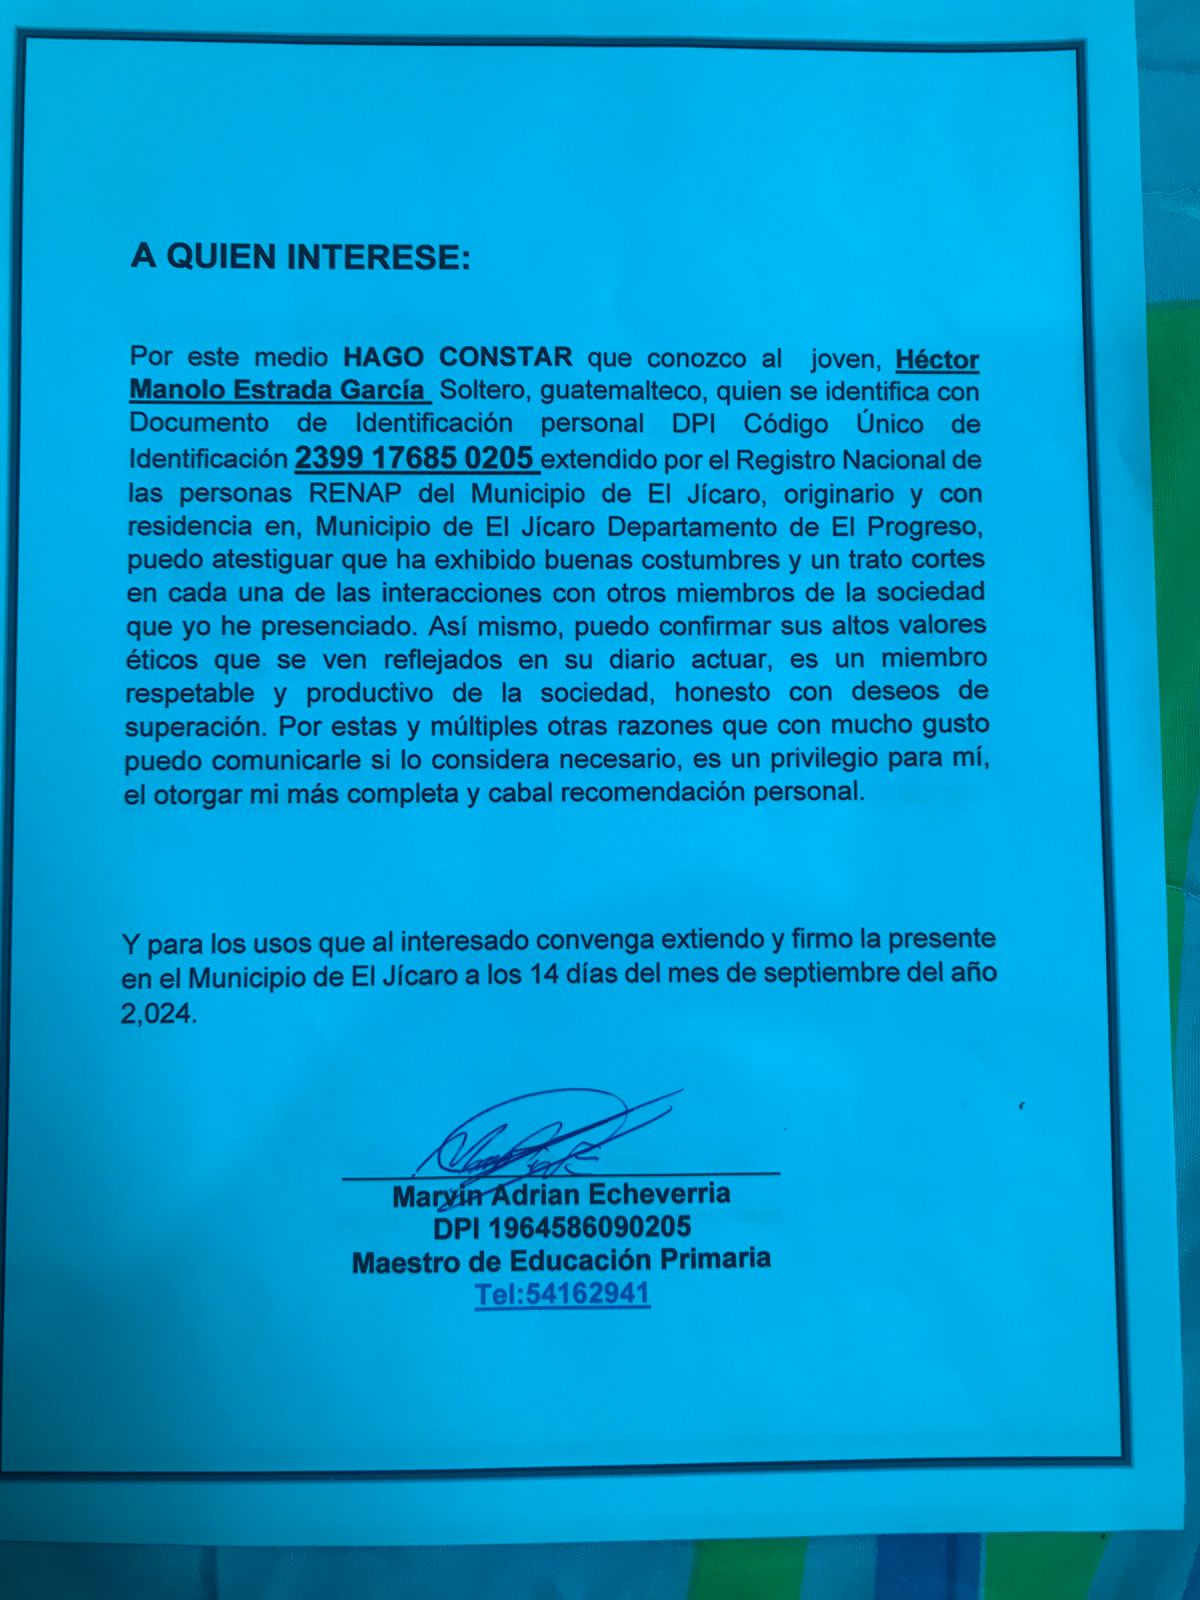 A QUIEN INTERESE:
Por este medio HAGO CONSTAR que conozco al joven, Héctor
Manolo Estrada García Soltero, guatemalteco, quien se identifica con
Documento de Identificación personal DPI Código Único de
Identificación 2399 17685 0205 extendido por el Registro Nacional de
las personas RENAP del Municipio de El Jícaro, originario y con
residencia en, Municipio de El Jícaro Departamento de El Progreso,
puedo atestiguar que ha exhibido buenas costumbres y un trato cortes
en cada una de las interacciones con otros miembros de la sociedad
que yo he presenciado. Así mismo, puedo confirmar sus altos valores
éticos que se ven reflejados en su diario actuar, es un miembro
respetable y productivo de la sociedad, honesto con deseos de
superación. Por estas y múltiples otras razones que con mucho gusto
puedo comunicarle si lo considera necesario, es un privilegio para mí,
el otorgar mi más completa y cabal recomendación personal.
Y para los usos que al interesado convenga extiendo y firmo la presente
en el Municipio de El Jícaro a los 14 días del mes de septiembre del año
2,024.
Marvin Adrian Echeverria
DPI 1964586090205
Maestro de Educación Primaria
Tel:54162941